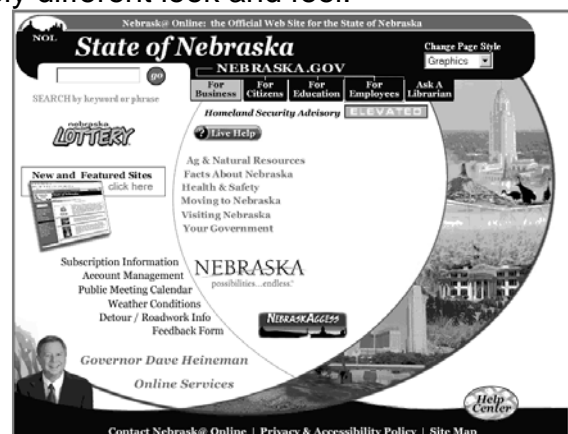 ly different look and feel.
Nebrask@ Online: the Official Web Site for the State of Nebraska
NOL
State of Nebraska
Change Page Style
Graphics
NEBRASKA.GOV
go
SEARCH by keyword or phrase
For Business
For Citizens
For Education
For Employees
Ask A Librarian
Homeland Security Advisory ELEVATED
? Live Help
nebraska
LOTTERY
Ag & Natural Resources
Facts About Nebraska
Health & Safety
Moving to Nebraska
Visiting Nebraska
Your Government
New and Featured Sites
click here
Subscription Information
Account Management
Public Meeting Calendar
Weather Conditions
Detour / Roadwork Info
Feedback Form
NEBRASKA
possibilities...endless.
NEBRASKACCESS
Governor Dave Heineman
Online Services
Help
Center
Contact Nebrask@ Online | Privacy & Accessibility Policy | Site Map